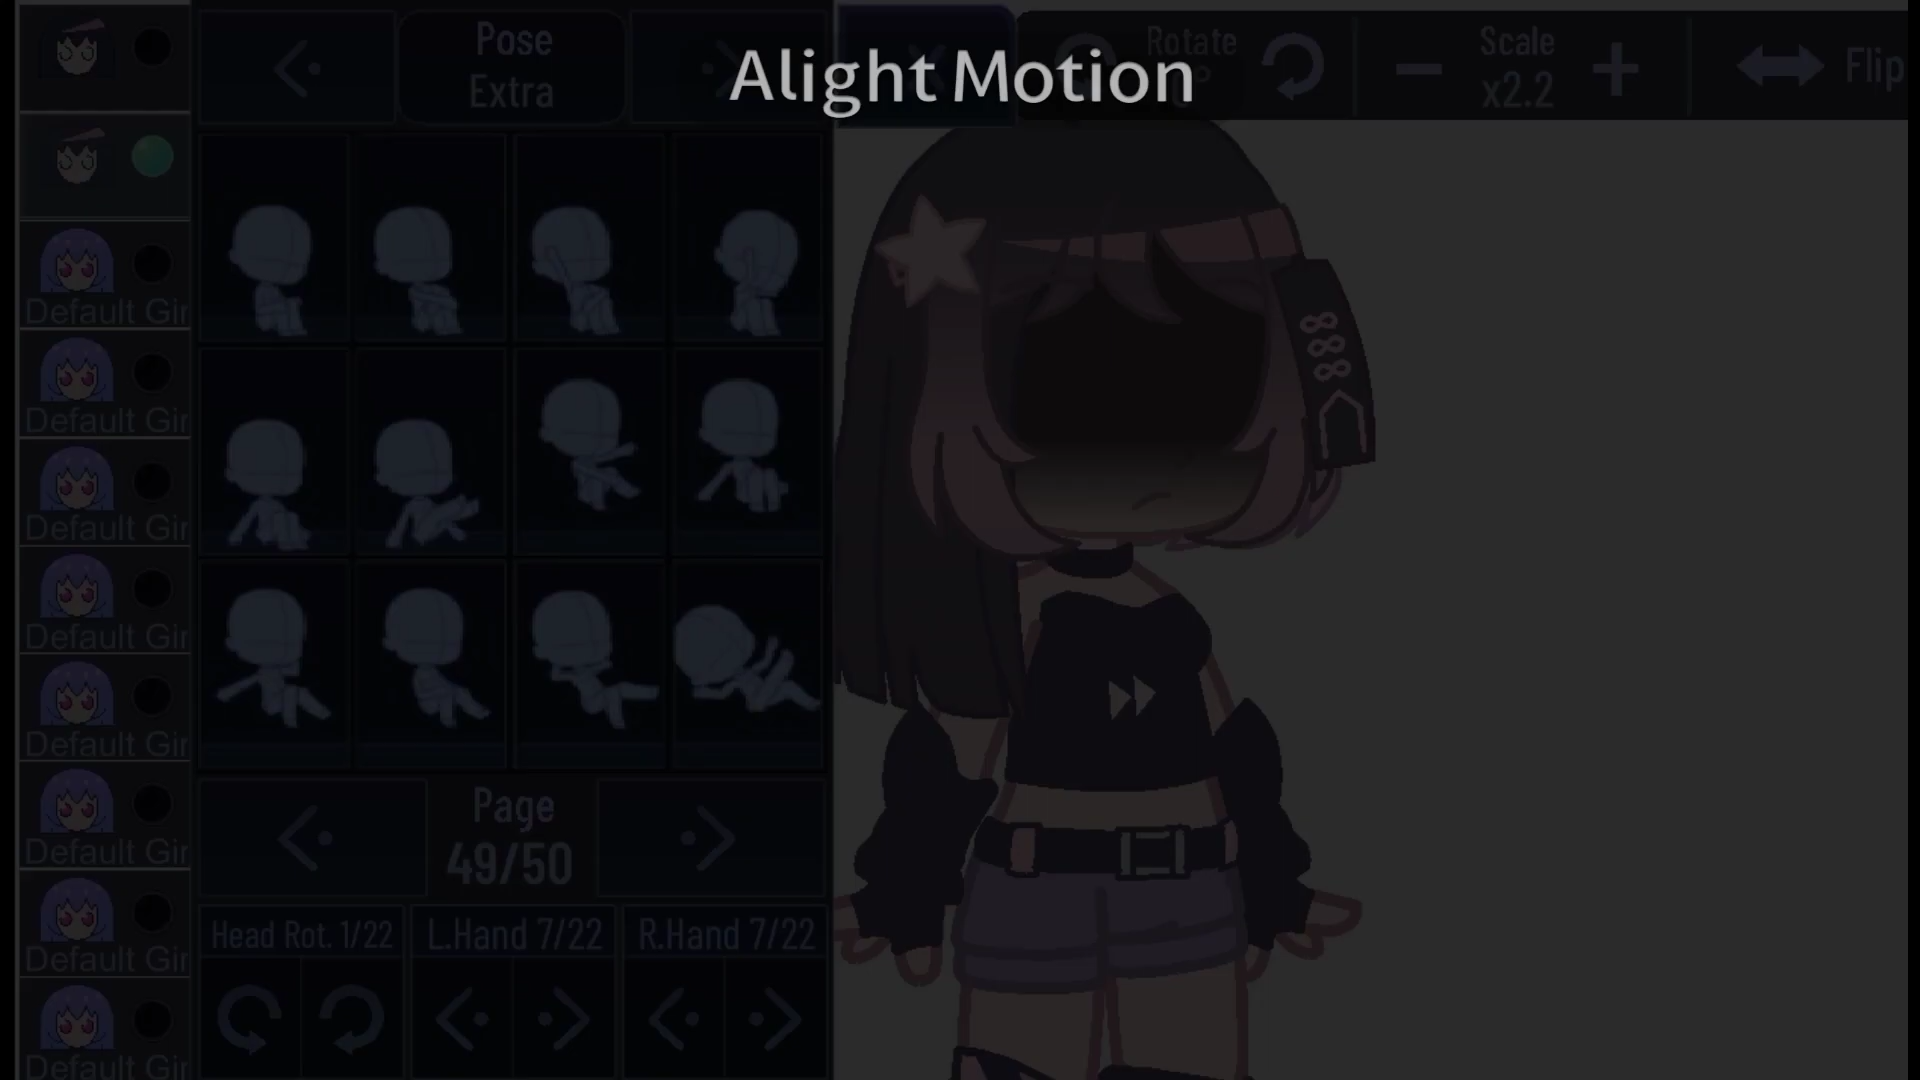 Alight Motion
Pose
Extra
Rotate
Scale
x2.2
Flip
Default Gir
Default Gir
Default Gir
Default Gir
Default Gir
Default Gir
Default Gir
Default Gir
Page
49/50
Head Rot. 1/22
L.Hand 7/22
R.Hand 7/22